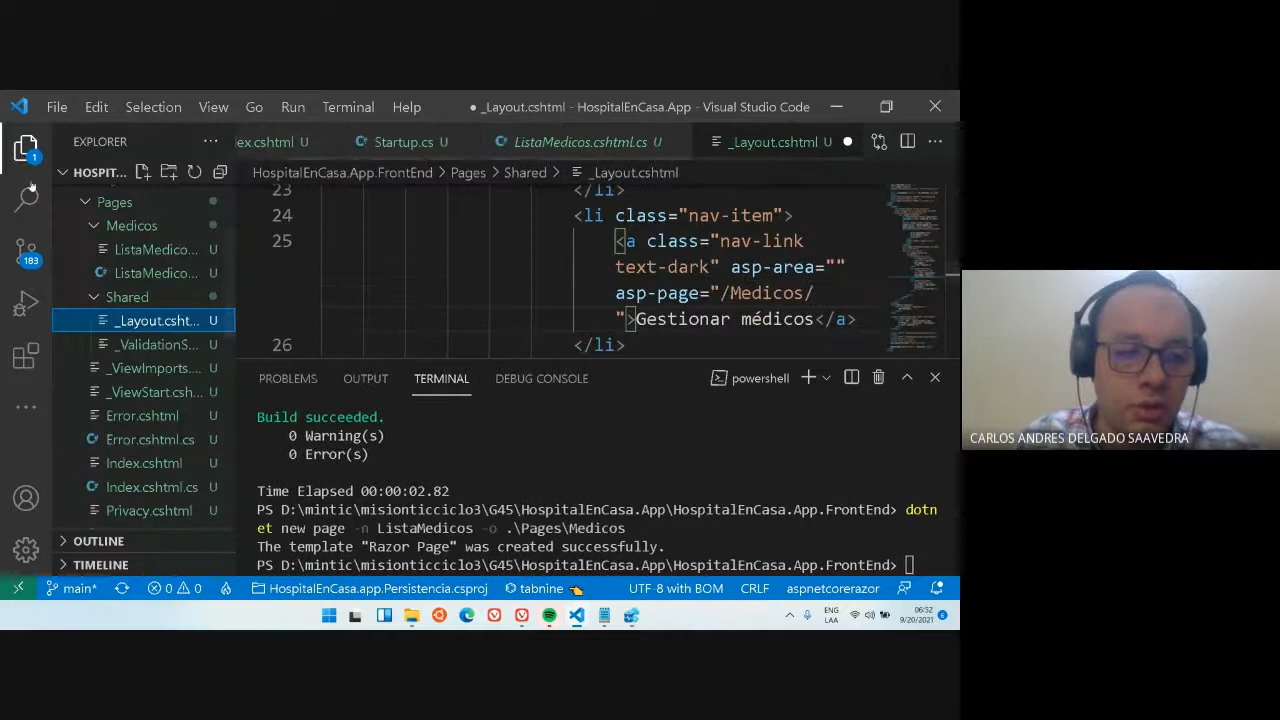 File Edit Selection View Go Run Terminal Help
● _Layout.cshtml - HospitalEnCasa.App - Visual Studio Code
EXPLORER
ex.cshtml U
Startup.cs U
ListaMedicos.cshtml.cs U
_Layout.cshtml U
HOSPIT...
HospitalEnCasa.App.FrontEnd > Pages > Shared > _Layout.cshtml
1
183
Pages
Medicos
ListaMedico... U
ListaMedico... U
Shared
_Layout.csht... U
_ValidationS... U
_ViewImports.... U
_ViewStart.csh... U
Error.cshtml U
Error.cshtml.cs U
Index.cshtml U
Index.cshtml.cs U
Privacy.cshtml U
OUTLINE
TIMELINE
23 </li>
24 <li class="nav-item">
25 <a class="nav-link
text-dark" asp-area=""
asp-page="/Medicos/
">Gestionar médicos</a>
26 </li>
PROBLEMS OUTPUT TERMINAL DEBUG CONSOLE
powershell
Build succeeded.
0 Warning(s)
0 Error(s)
Time Elapsed 00:00:02.82
PS D:\mintic\misionticciclo3\G45\HospitalEnCasa.App\HospitalEnCasa.App.FrontEnd> dotn
et new page -n ListaMedicos -o .\Pages\Medicos
The template "Razor Page" was created successfully.
PS D:\mintic\misionticciclo3\G45\HospitalEnCasa.App\HospitalEnCasa.App.FrontEnd>
main* 0 0 HospitalEnCasa.app.Persistencia.csproj tabnine UTF-8 with BOM CRLF aspnetcorerazor
ENG
LAA
06:52
9/20/2021
6
CARLOS ANDRES DELGADO SAAVEDRA